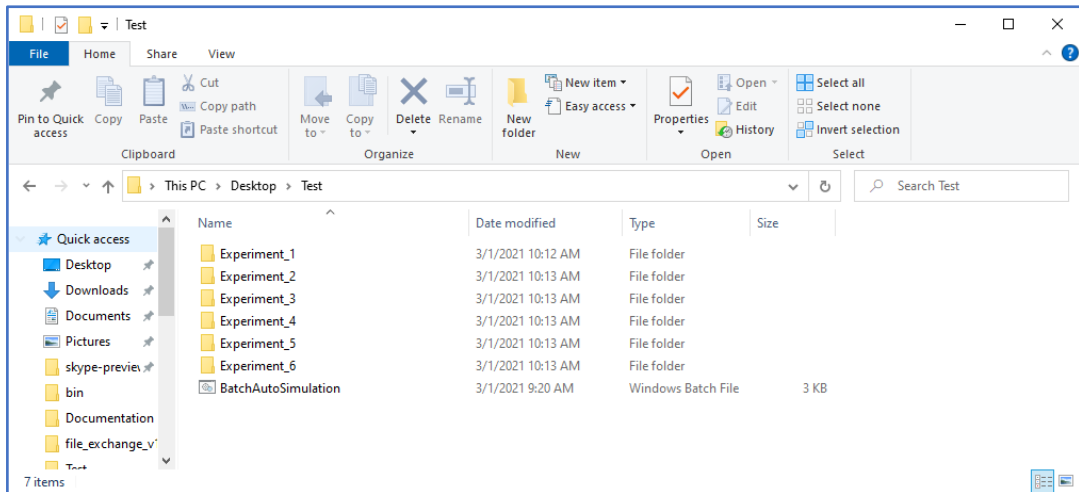 Test
File Home Share View
Pin to Quick access
Copy
Paste
Cut
Copy path
Paste shortcut
Clipboard
Move to
Copy to
Delete
Rename
Organize
New folder
New item
Easy access
New
Properties
Open
Edit
History
Open
Select all
Select none
Invert selection
Select
This PC > Desktop > Test
Search Test
Name Date modified Type Size
Quick access
Desktop
Downloads
Documents
Pictures
skype-preview
bin
Documentation
file_exchange_v
Test
Experiment_1 3/1/2021 10:12 AM File folder
Experiment_2 3/1/2021 10:13 AM File folder
Experiment_3 3/1/2021 10:13 AM File folder
Experiment_4 3/1/2021 10:13 AM File folder
Experiment_5 3/1/2021 10:13 AM File folder
Experiment_6 3/1/2021 10:13 AM File folder
BatchAutoSimulation 3/1/2021 9:20 AM Windows Batch File 3 KB
7 items